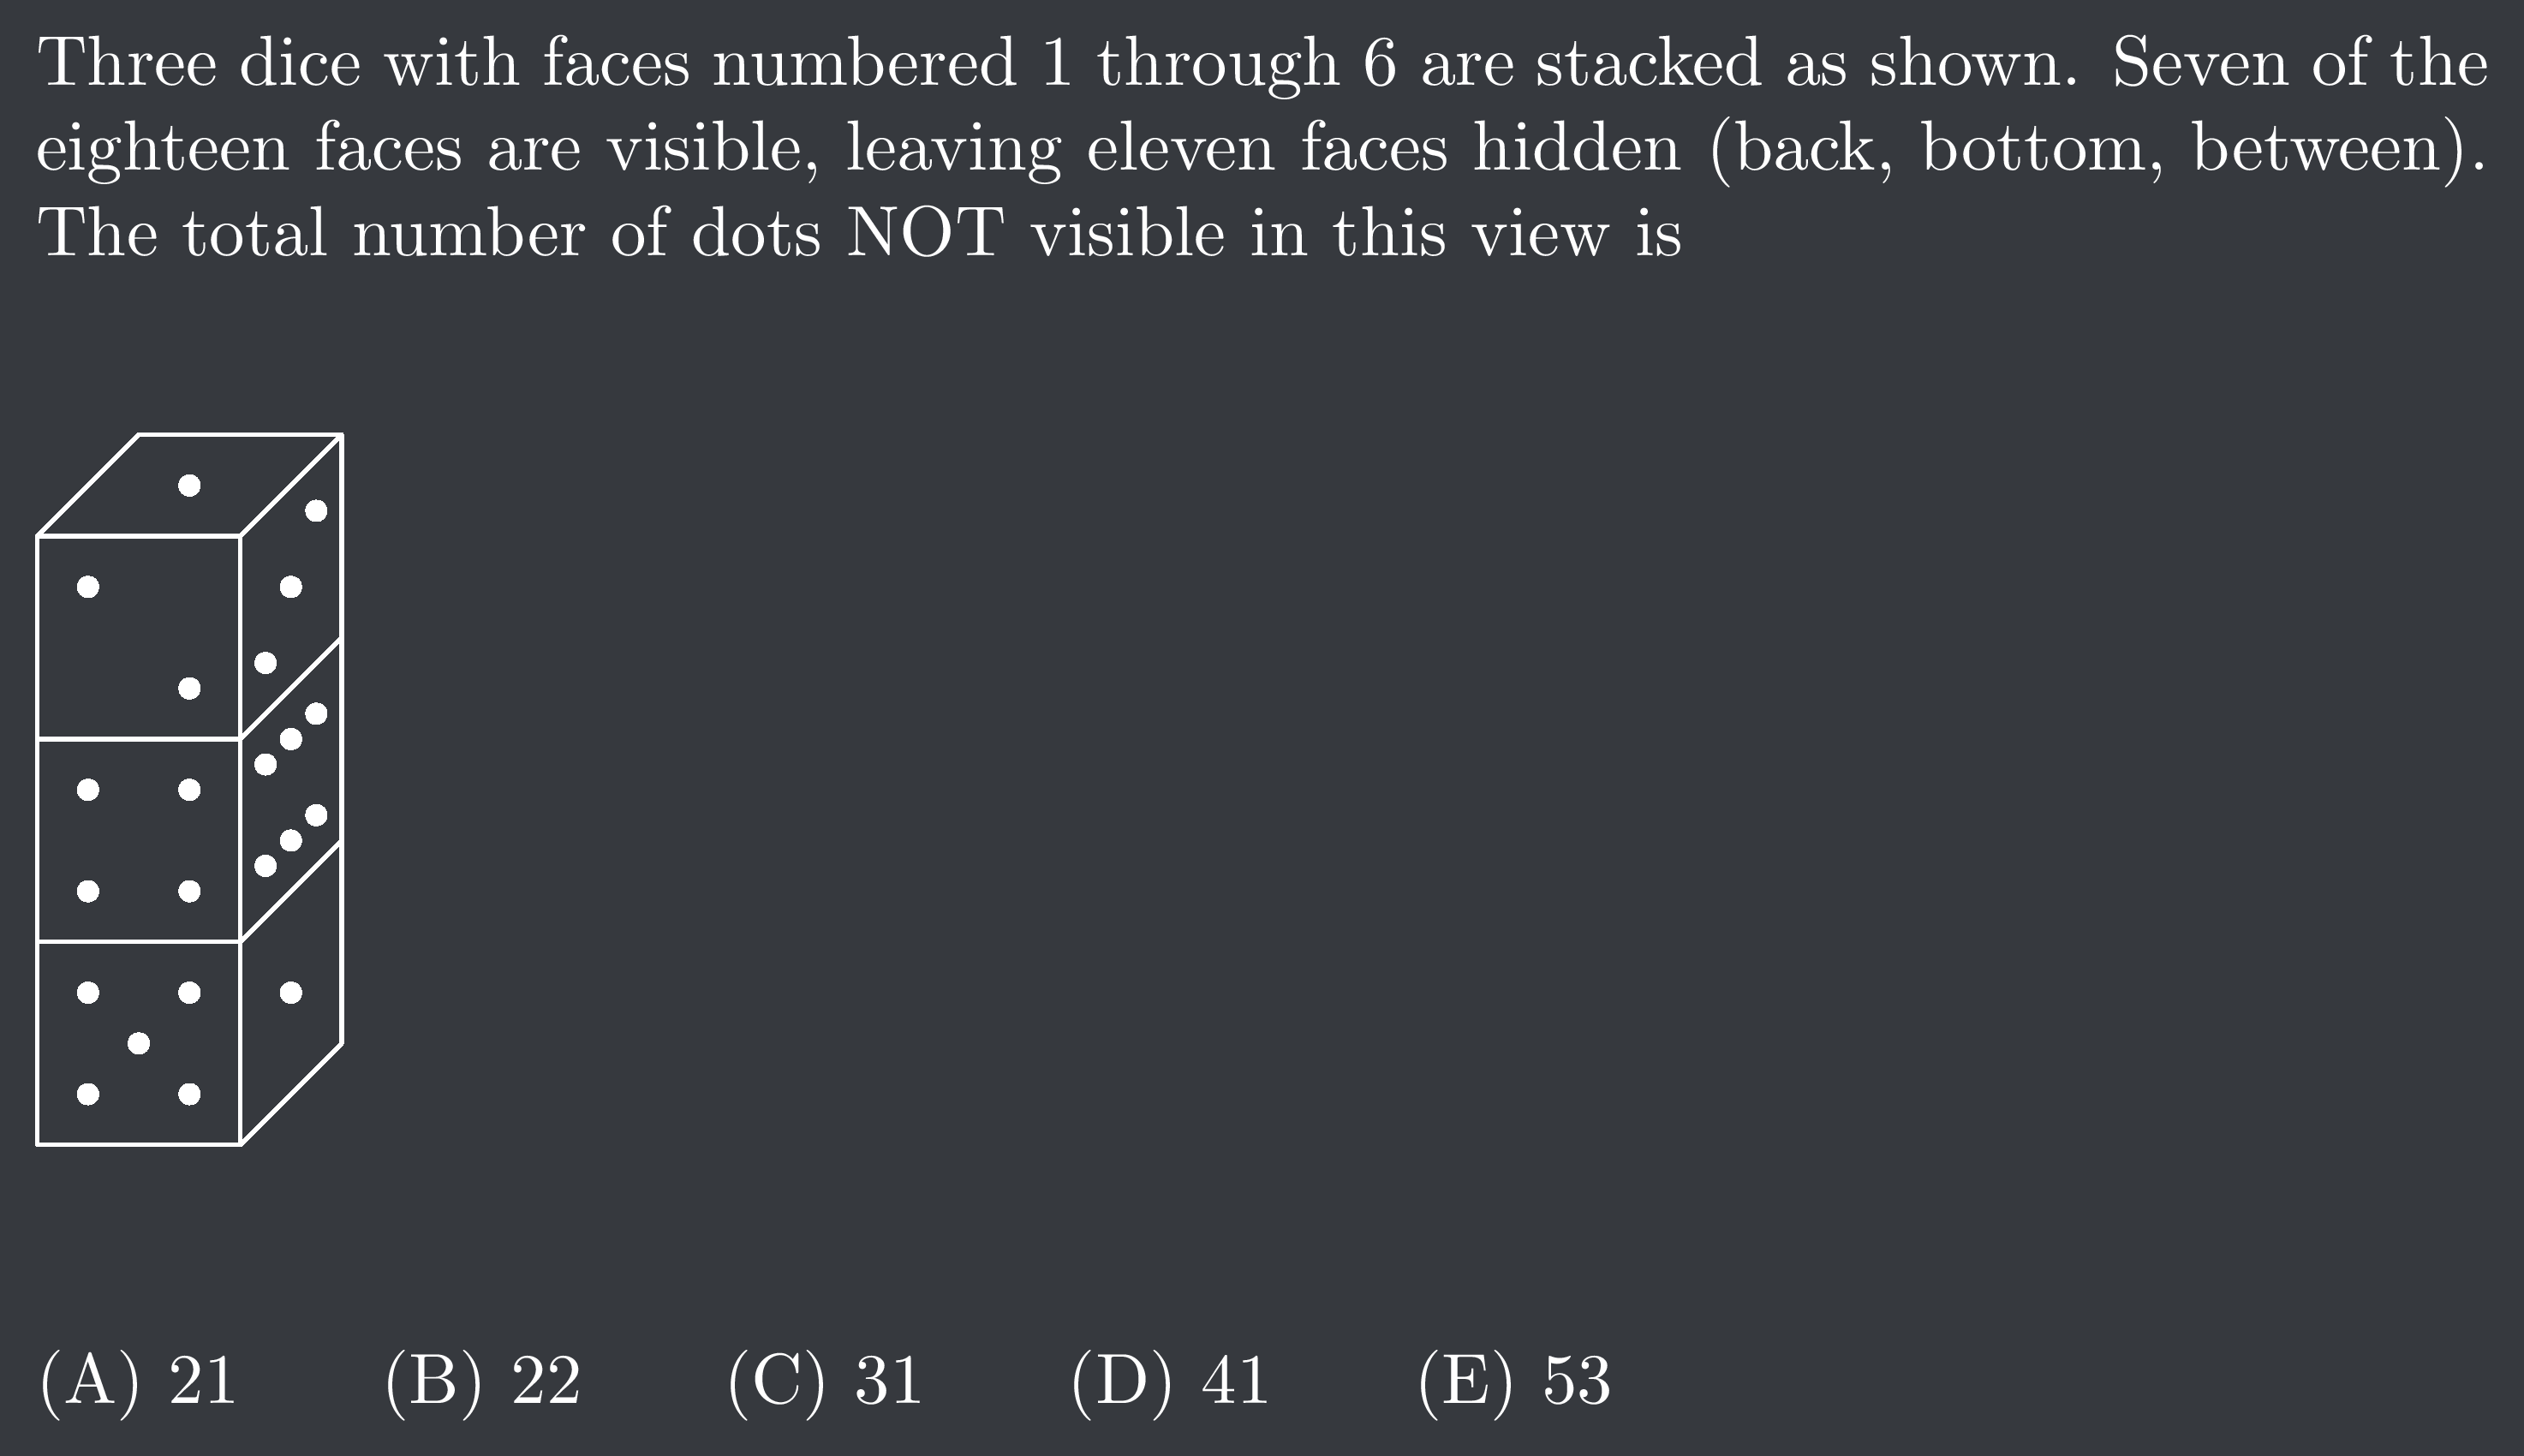 Three dice with faces numbered 1 through 6 are stacked as shown. Seven of the
eighteen faces are visible, leaving eleven faces hidden (back, bottom, between).
The total number of dots NOT visible in this view is
(A) 21 (B) 22 (C) 31 (D) 41 (E) 53